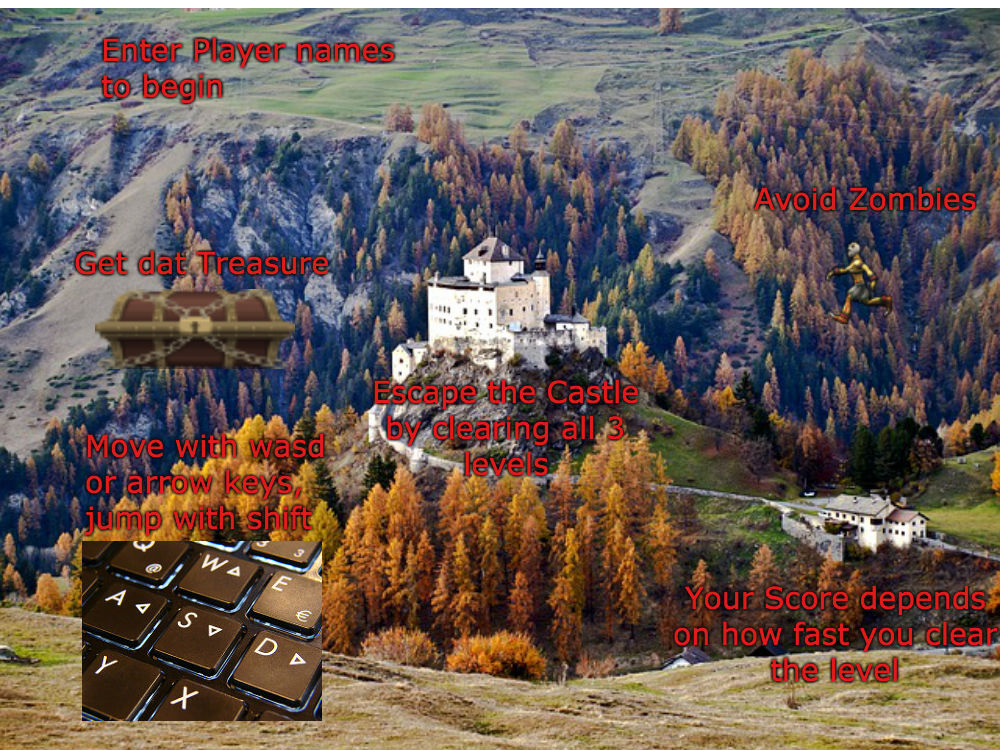 Enter Player names
to begin
Avoid Zombies
Get dat Treasure
Escape the Castle
by clearing all 3
levels
Move with wasd
or arrow keys,
jump with shift
Q @ W E € 3
A S D
Y X
Your Score depends
on how fast you clear
the level